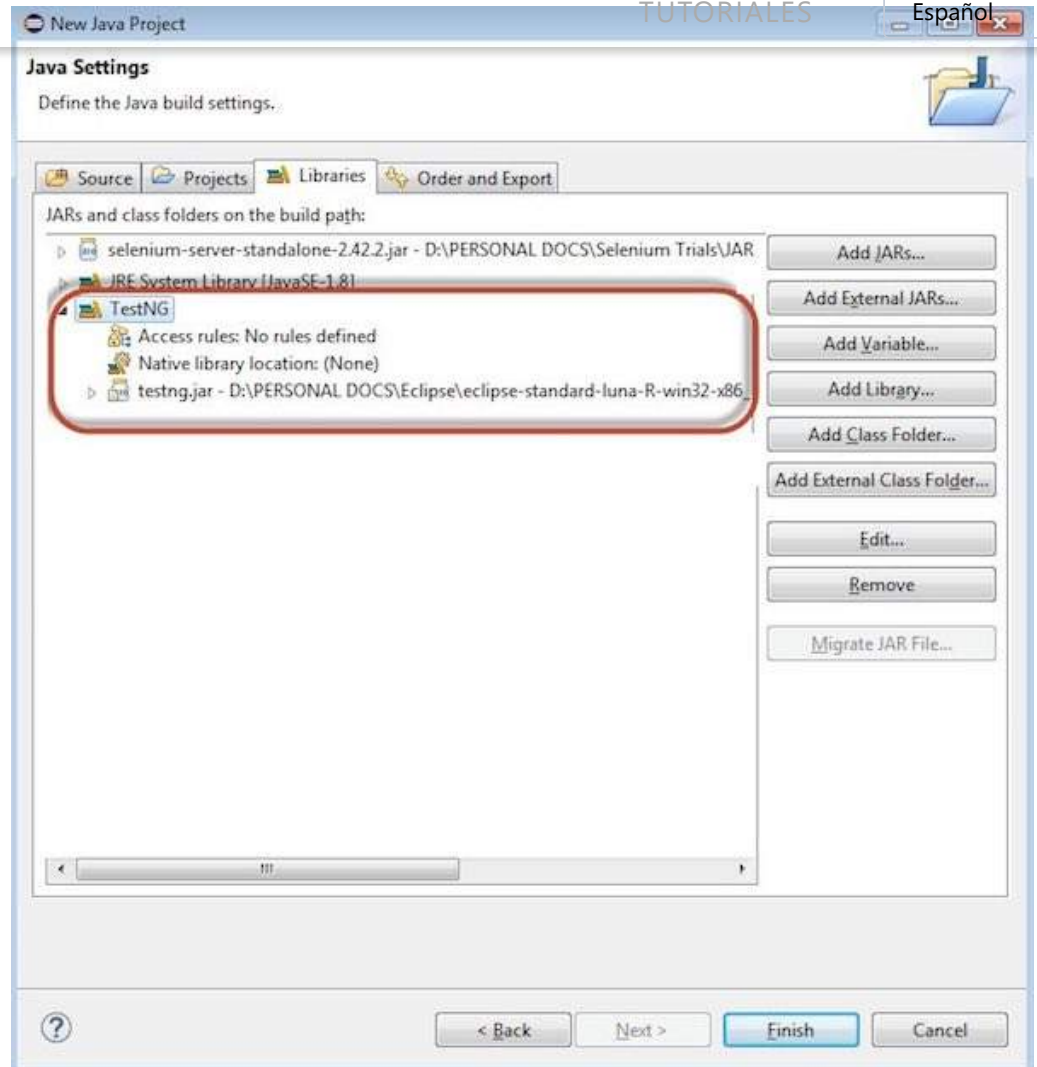 TUTORIALES
Español
New Java Project
Java Settings
Define the Java build settings.
Source Projects Libraries Order and Export
JARs and class folders on the build path:
selenium-server-standalone-2.42.2.jar - D:\PERSONAL DOCS\Selenium Trials\JAR
JRE System Library [JavaSE-1.8]
TestNG
Access rules: No rules defined
Native library location: (None)
testng.jar - D:\PERSONAL DOCS\Eclipse\eclipse-standard-luna-R-win32-x86_
Add JARs...
Add External JARs...
Add Variable...
Add Library...
Add Class Folder...
Add External Class Folder...
Edit...
Remove
Migrate JAR File...
< Back Next > Finish Cancel